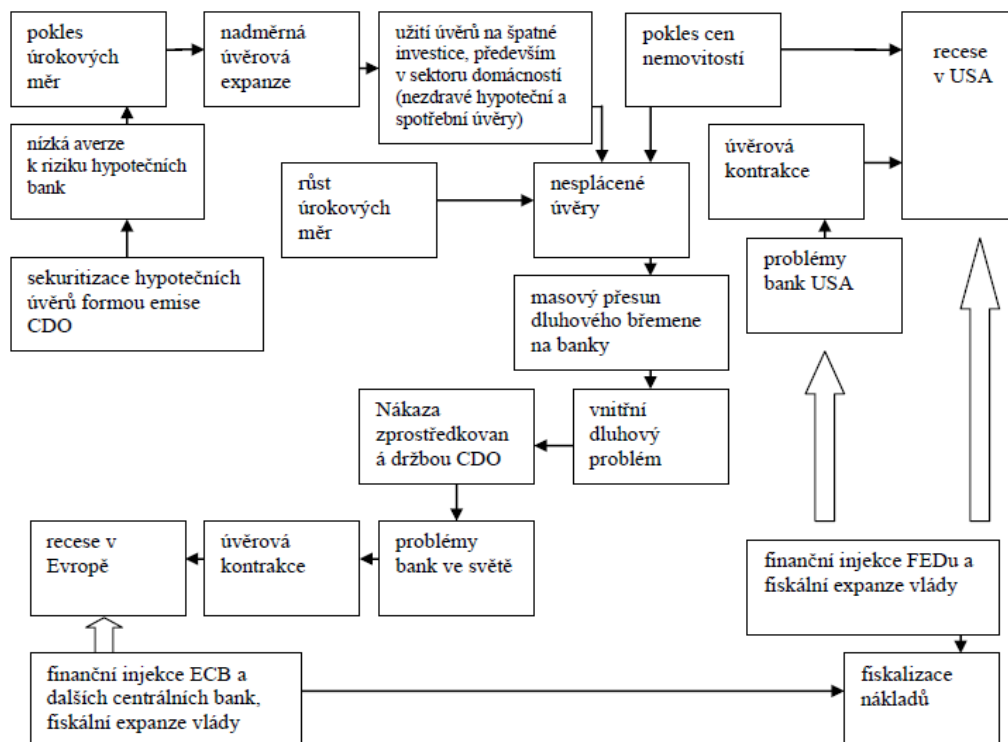 pokles
úrokových
měr
nadměrná
úvěrová
expanze
užití úvěrů na špatné
investice, především
v sektoru domácností
(nezdravé hypoteční a
spotřební úvěry)
pokles cen
nemovitostí
recese
v USA
nízká averze
k riziku hypotečních
bank
růst
úrokových
měr
nesplácené
úvěry
úvěrová
kontrakce
sekuritizace hypotečních
úvěrů formou emise
CDO
masový přesun
dluhového břemene
na banky
problémy
bank USA
Nákaza
zprostředkovan
á držbou CDO
vnitřní
dluhový
problém
recese v
Evropě
úvěrová
kontrakce
problémy
bank ve světě
finanční injekce FEDu a
fiskální expanze vlády
finanční injekce ECB a
dalších centrálních bank,
fiskální expanze vlády
fiskalizace
nákladů